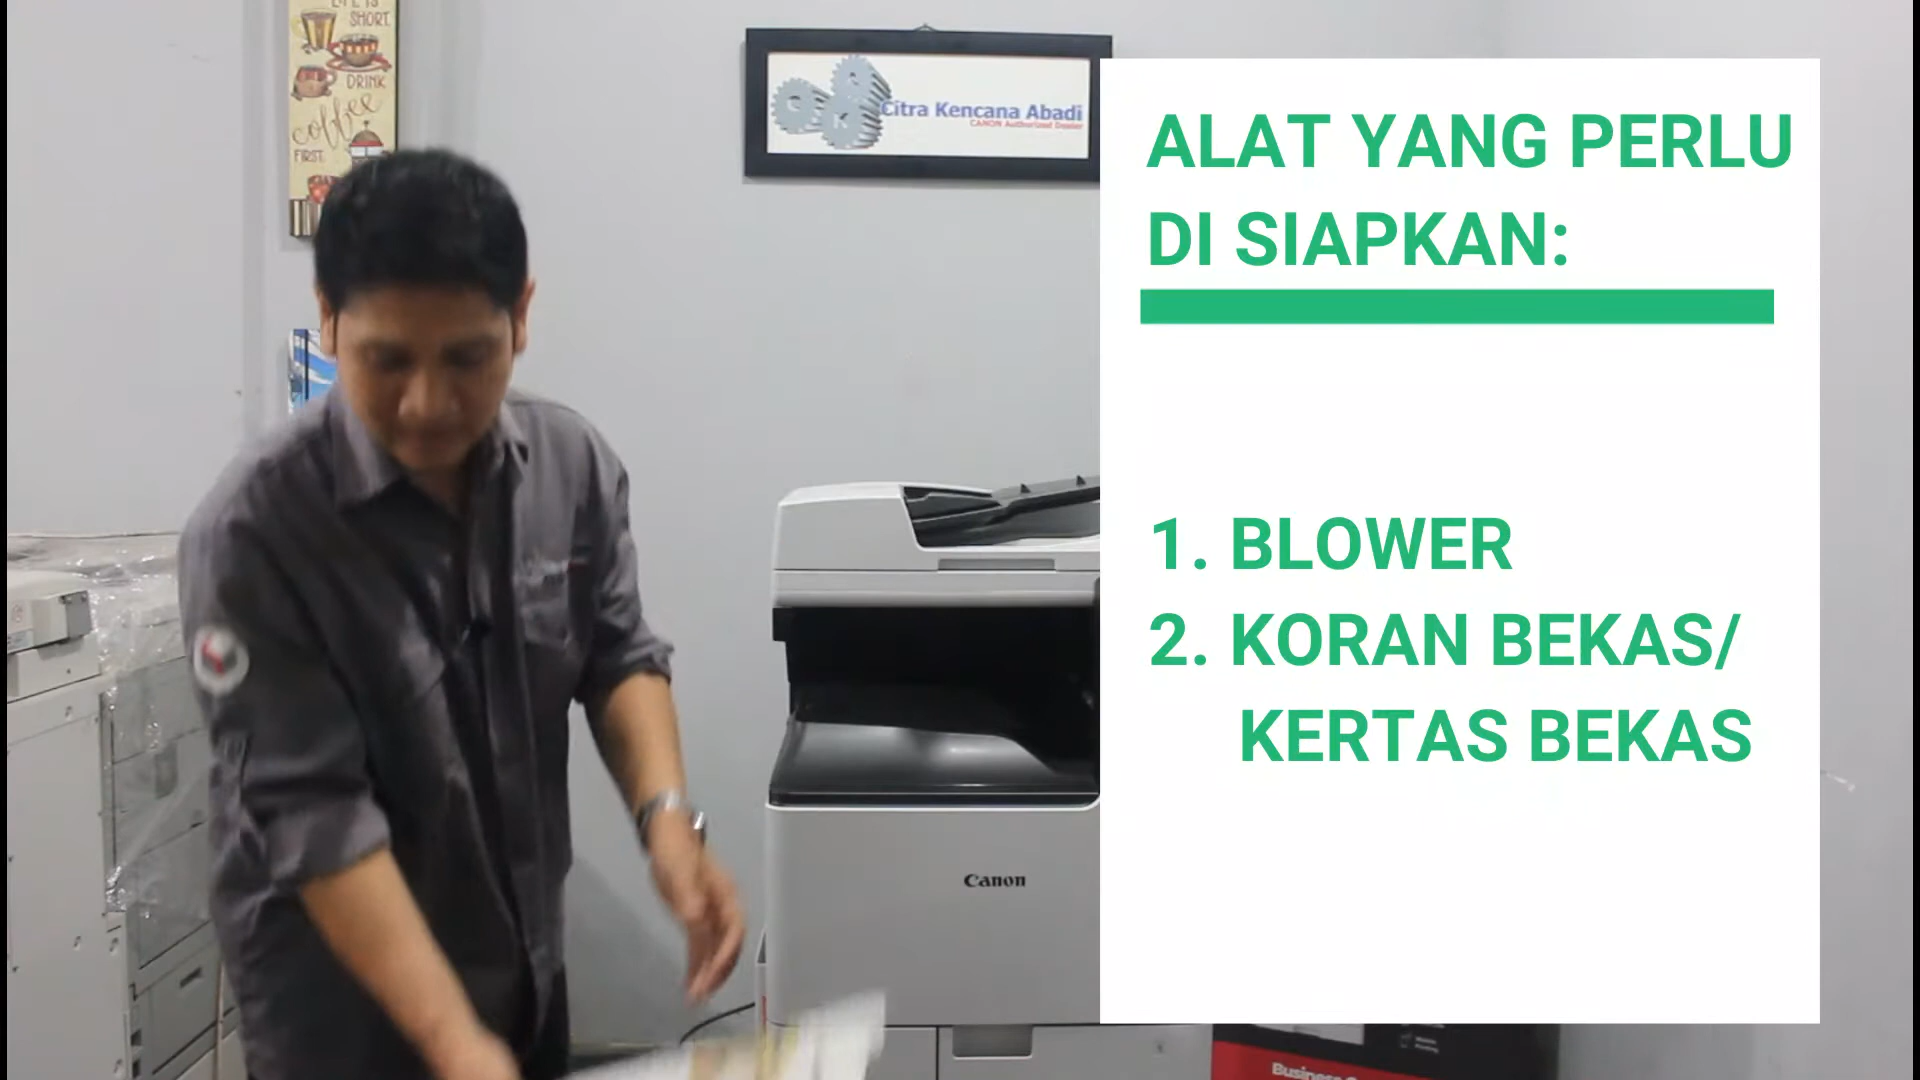 LIFE IS
SHORT.
DRINK
coffee
FIRST.
Citra Kencana Abadi
CANON Authorized Dealer
ALAT YANG PERLU
DI SIAPKAN:
1. BLOWER
2. KORAN BEKAS/
KERTAS BEKAS
Canon
Business